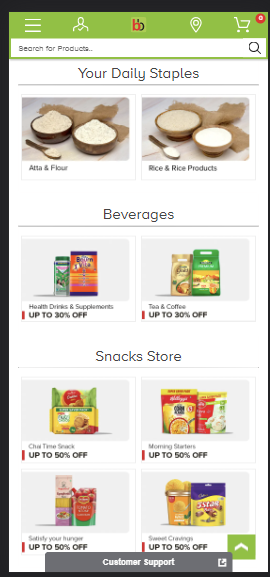 bb
0
Search for Products..
Your Daily Staples
Atta & Flour
Rice & Rice Products
Beverages
Health Drinks & Supplements
UP TO 30% OFF
Tea & Coffee
UP TO 30% OFF
Snacks Store
Chai Time Snack
UP TO 50% OFF
Morning Starters
UP TO 50% OFF
Satisfy your hunger
UP TO 50% OFF
Sweet Cravings
UP TO 50% OFF
Customer Support